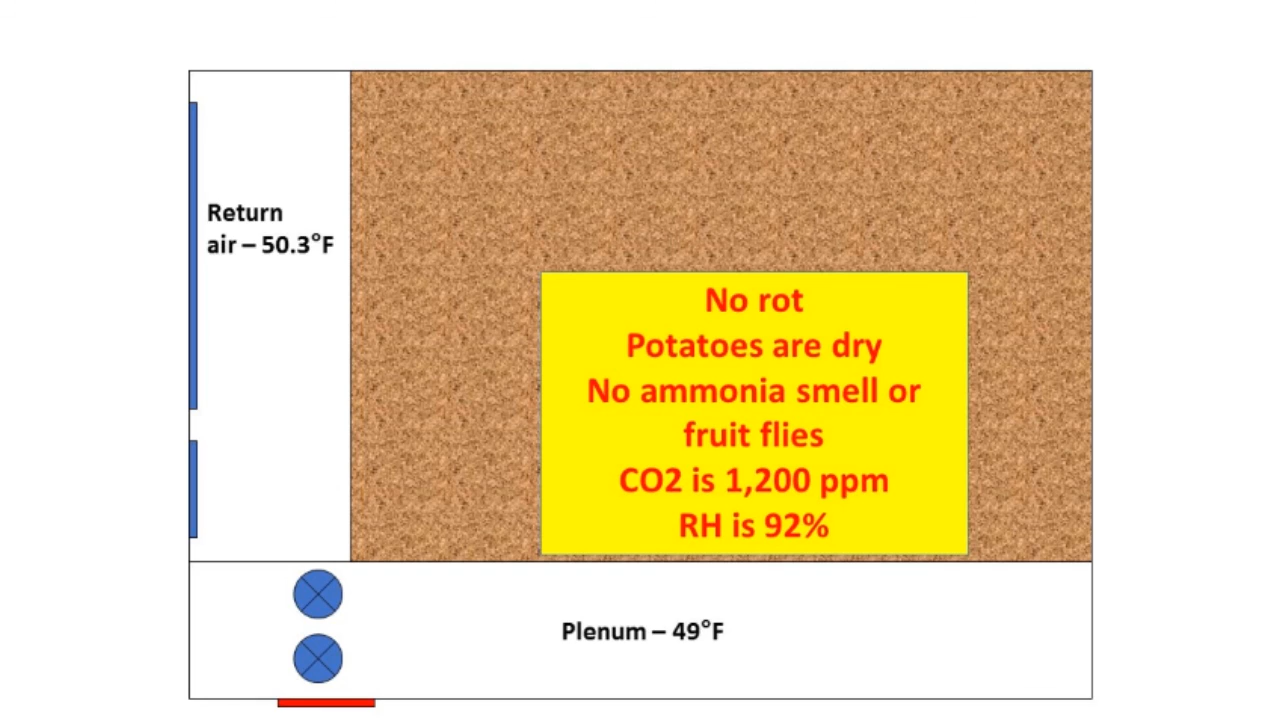 Return
air – 50.3°F
No rot
Potatoes are dry
No ammonia smell or
fruit flies
CO2 is 1,200 ppm
RH is 92%
Plenum – 49°F